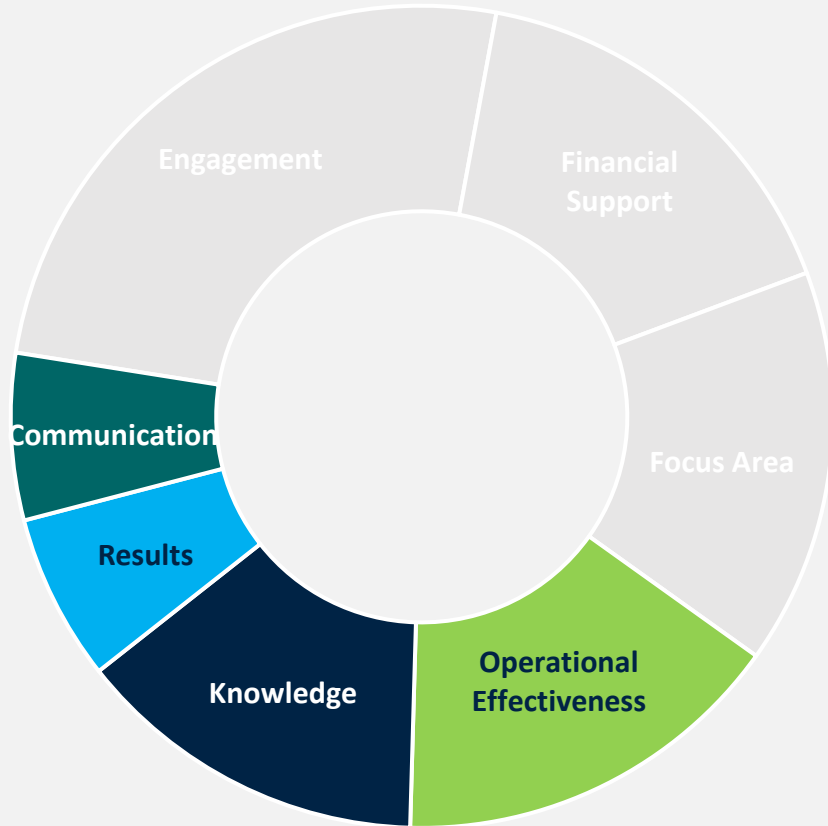 Engagement
Financial
Support
Communication
Focus Area
Results
Knowledge
Operational
Effectiveness